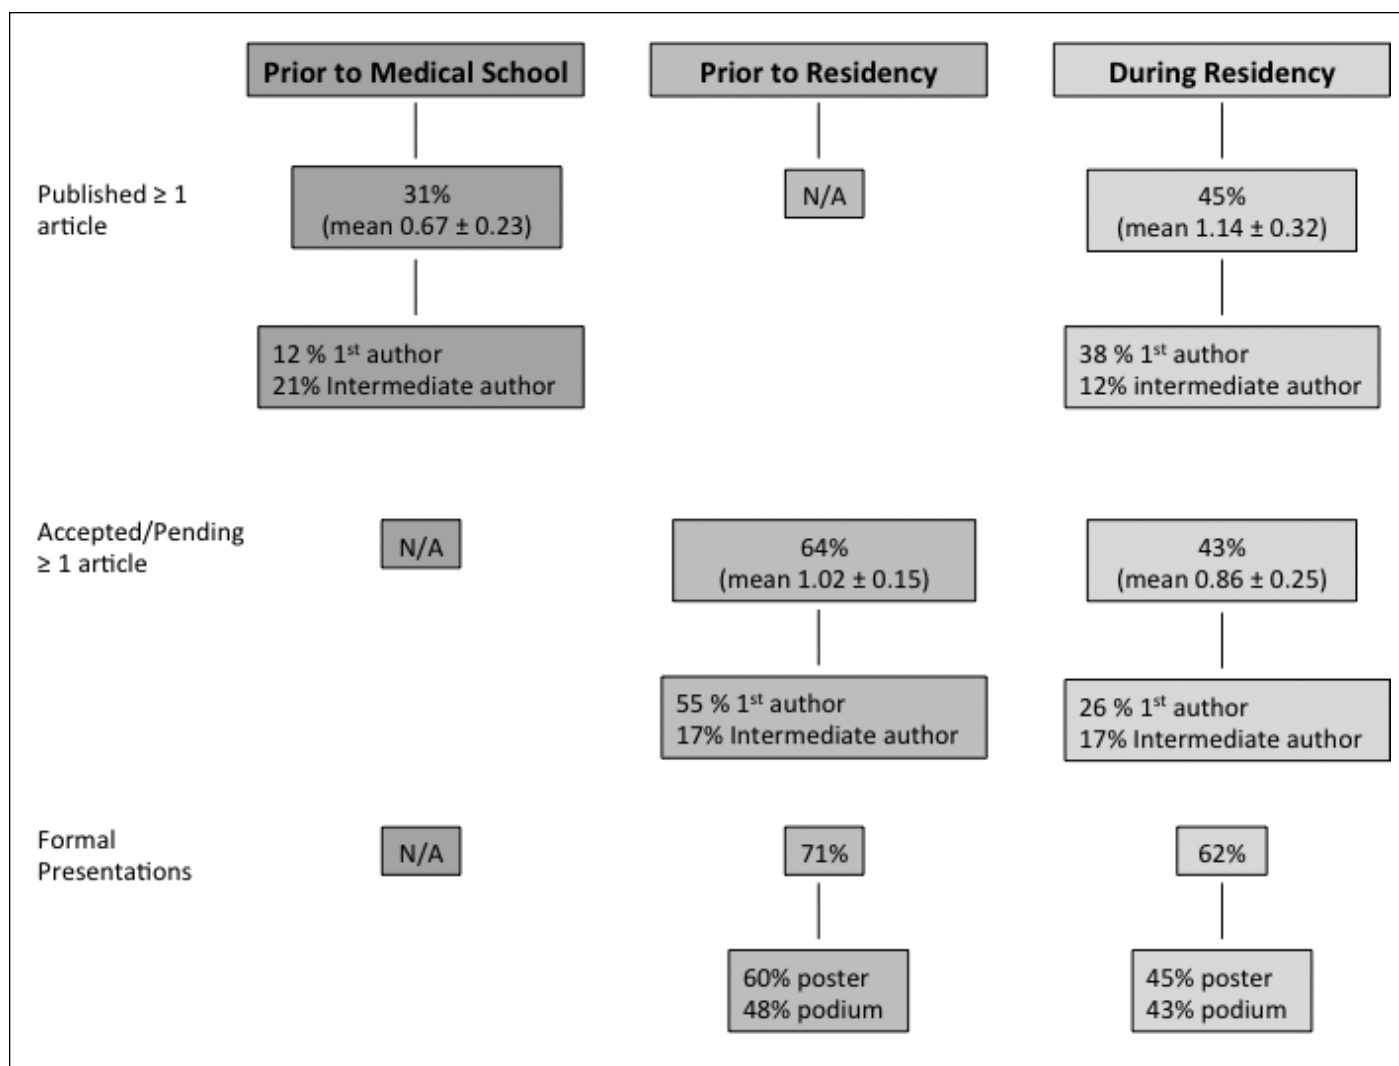 Prior to Medical School
Prior to Residency
During Residency
Published ≥ 1
article
31%
(mean 0.67 ± 0.23)
N/A
45%
(mean 1.14 ± 0.32)
12 % 1st author
21% Intermediate author
38 % 1st author
12% intermediate author
Accepted/Pending
≥ 1 article
N/A
64%
(mean 1.02 ± 0.15)
43%
(mean 0.86 ± 0.25)
55 % 1st author
17% Intermediate author
26 % 1st author
17% Intermediate author
Formal
Presentations
N/A
71%
62%
60% poster
48% podium
45% poster
43% podium